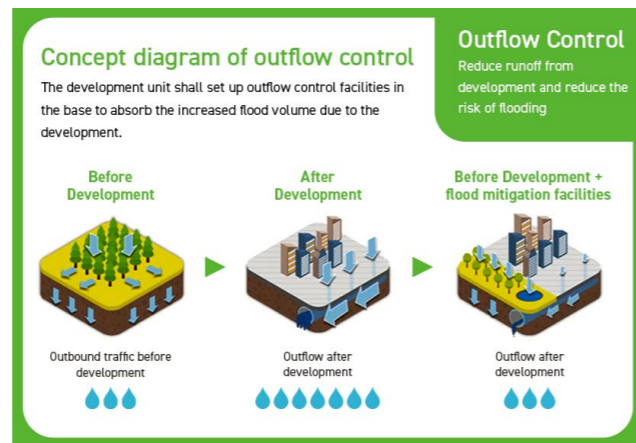 Outflow Control
Reduce runoff from
development and reduce the
risk of flooding
Concept diagram of outflow control
The development unit shall set up outflow control facilities in
the base to absorb the increased flood volume due to the
development.
Before
Development
After
Development
Before Development +
flood mitigation facilities
Outbound traffic before
development
Outflow after
development
Outflow after
development